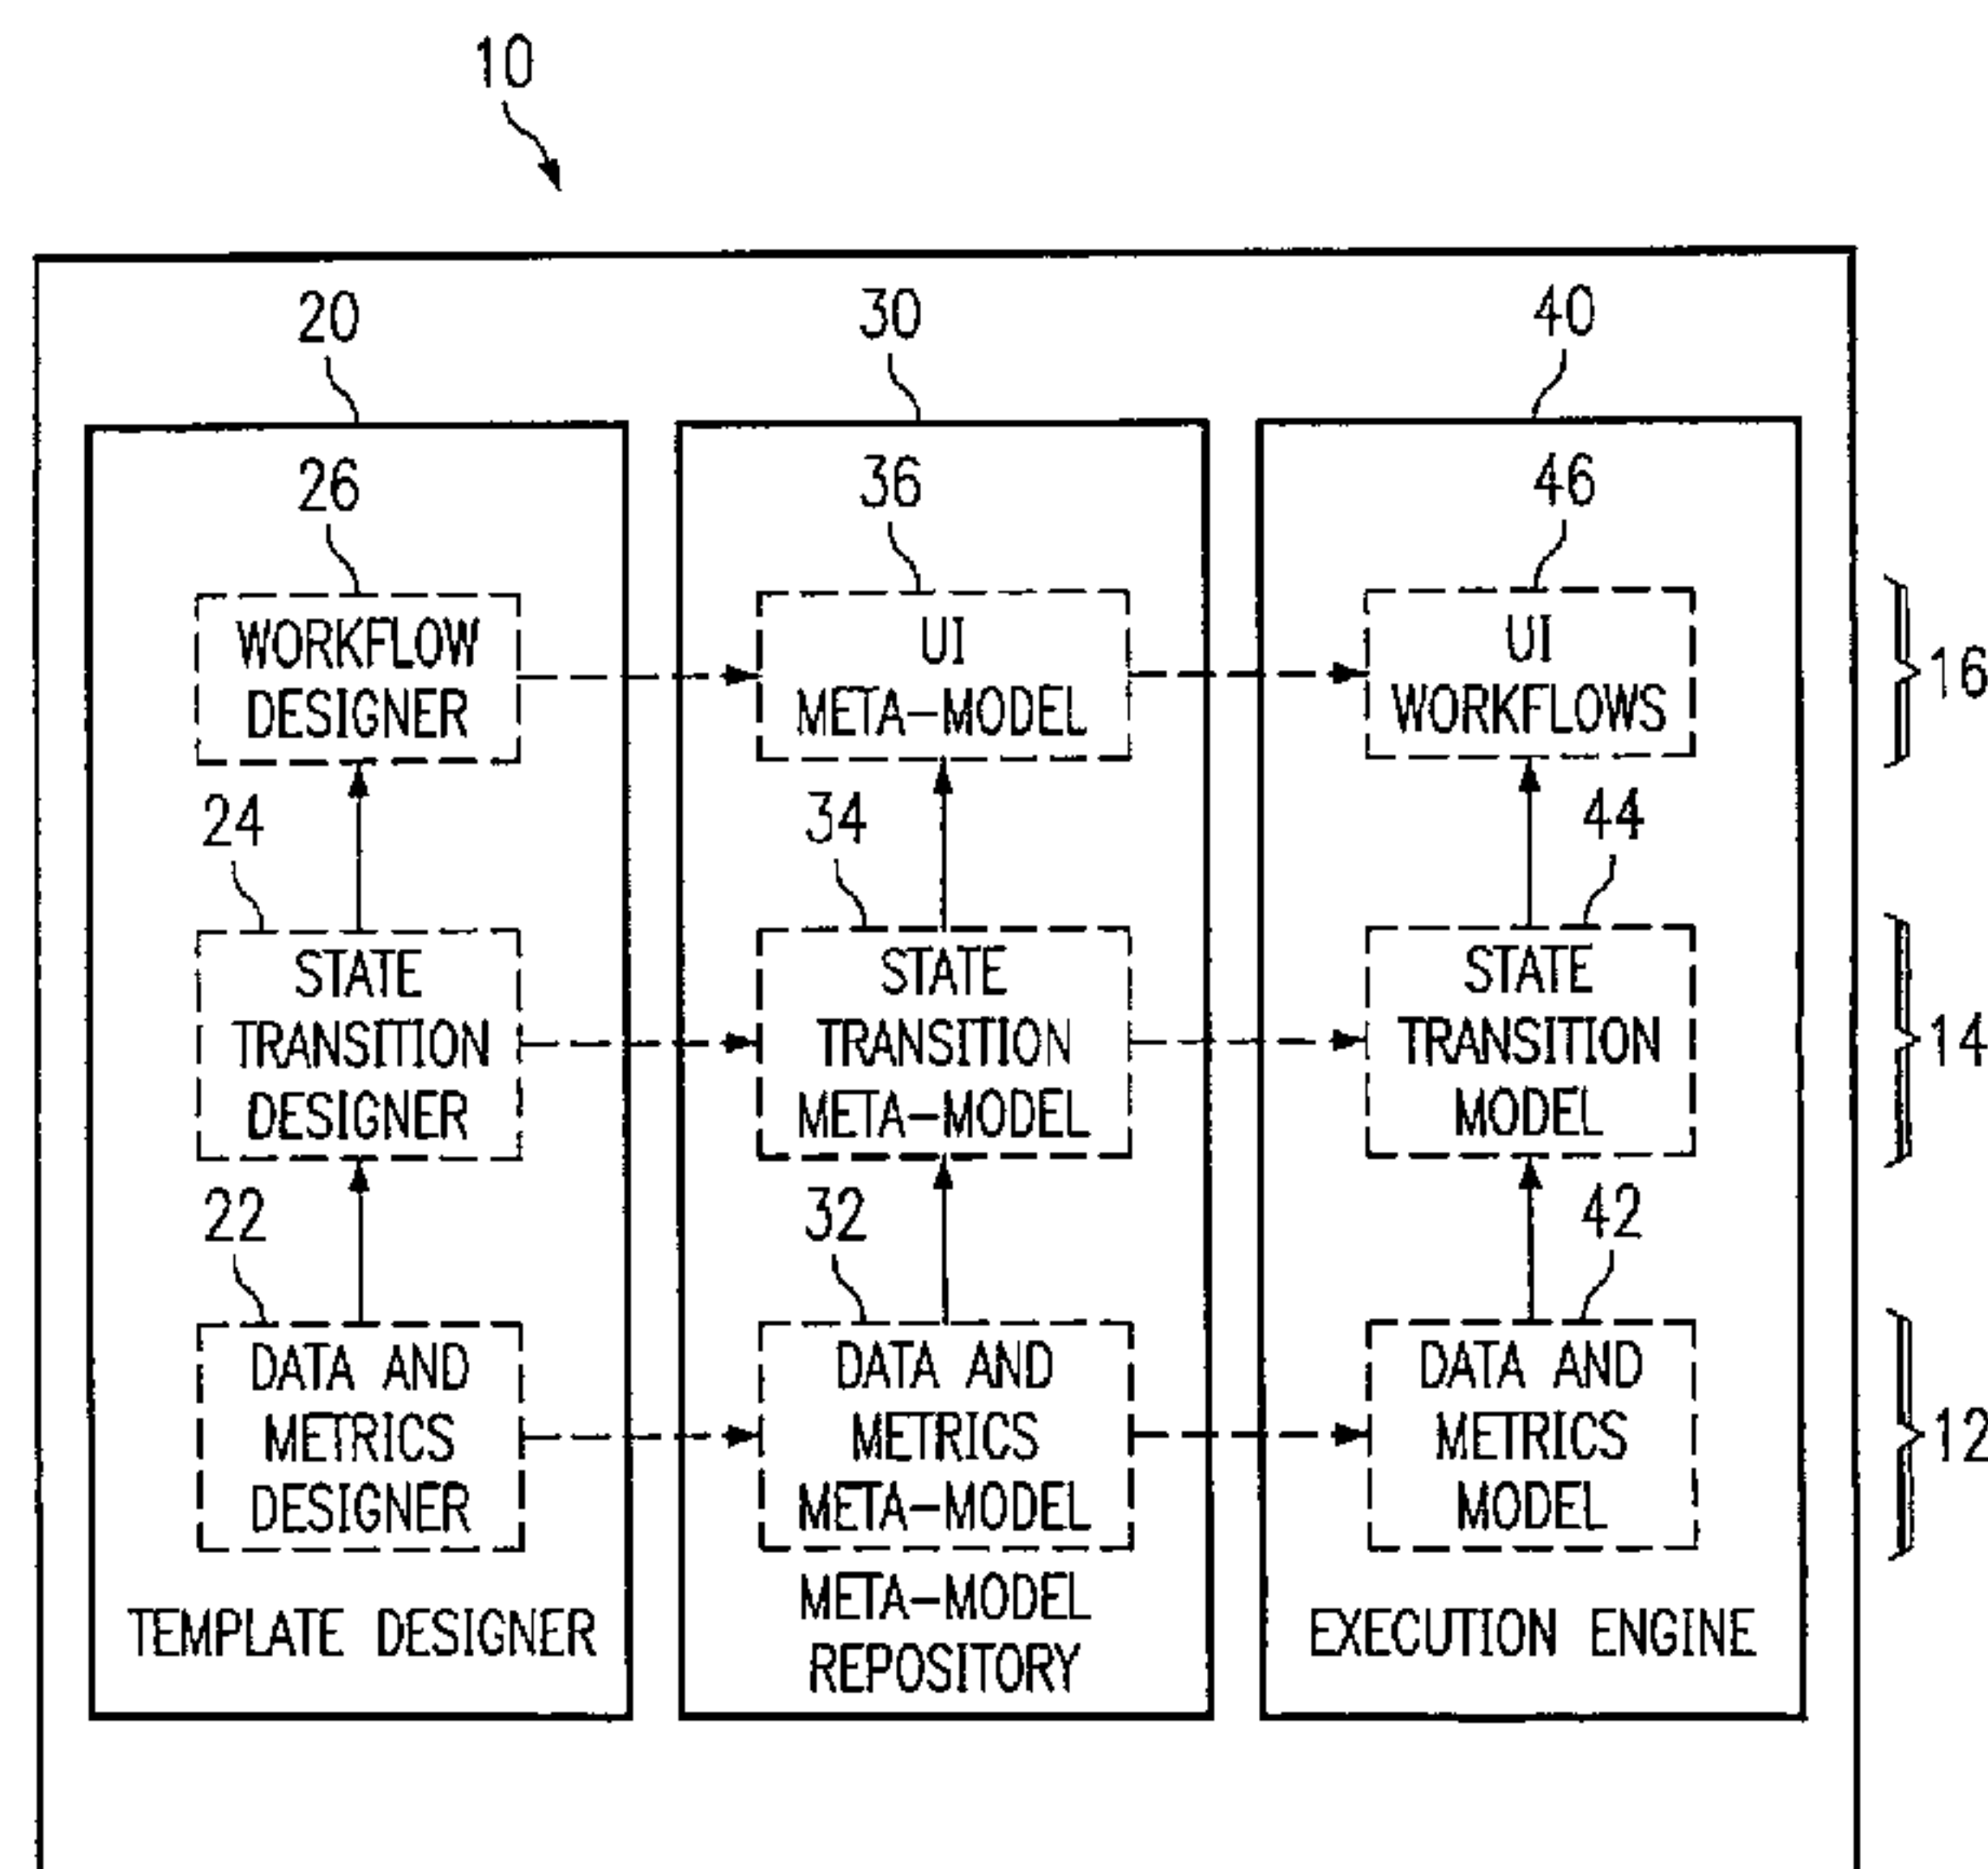 10
20
30
40
26
36
46
WORKFLOW
DESIGNER
UI
META-MODEL
UI
WORKFLOWS
16
24
34
44
STATE
TRANSITION
DESIGNER
STATE
TRANSITION
META-MODEL
STATE
TRANSITION
MODEL
14
22
32
42
DATA AND
METRICS
DESIGNER
DATA AND
METRICS
META-MODEL
DATA AND
METRICS
MODEL
12
TEMPLATE DESIGNER
META-MODEL
REPOSITORY
EXECUTION ENGINE